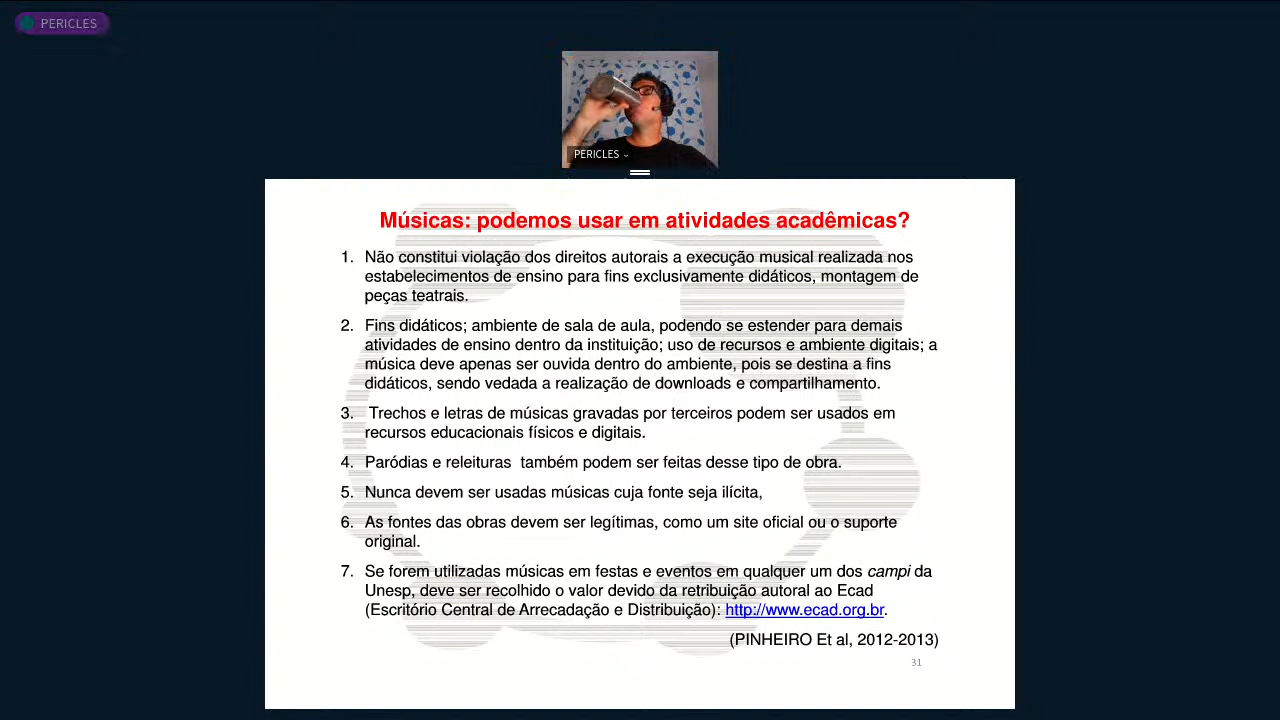 PERICLES
PERICLES
Músicas: podemos usar em atividades acadêmicas?
1. Não constitui violação dos direitos autorais a execução musical realizada nos
estabelecimentos de ensino para fins exclusivamente didáticos, montagem de
peças teatrais.
2. Fins didáticos; ambiente de sala de aula, podendo se estender para demais
atividades de ensino dentro da instituição; uso de recursos e ambiente digitais; a
música deve apenas ser ouvida dentro do ambiente, pois se destina a fins
didáticos, sendo vedada a realização de downloads e compartilhamento.
3. Trechos e letras de músicas gravadas por terceiros podem ser usados em
recursos educacionais físicos e digitais.
4. Paródias e releituras também podem ser feitas desse tipo de obra.
5. Nunca devem ser usadas músicas cuja fonte seja ilícita,
6. As fontes das obras devem ser legítimas, como um site oficial ou o suporte
original.
7. Se forem utilizadas músicas em festas e eventos em qualquer um dos campi da
Unesp, deve ser recolhido o valor devido da retribuição autoral ao Ecad
(Escritório Central de Arrecadação e Distribuição): http://www.ecad.org.br.
(PINHEIRO Et al, 2012-2013)
31